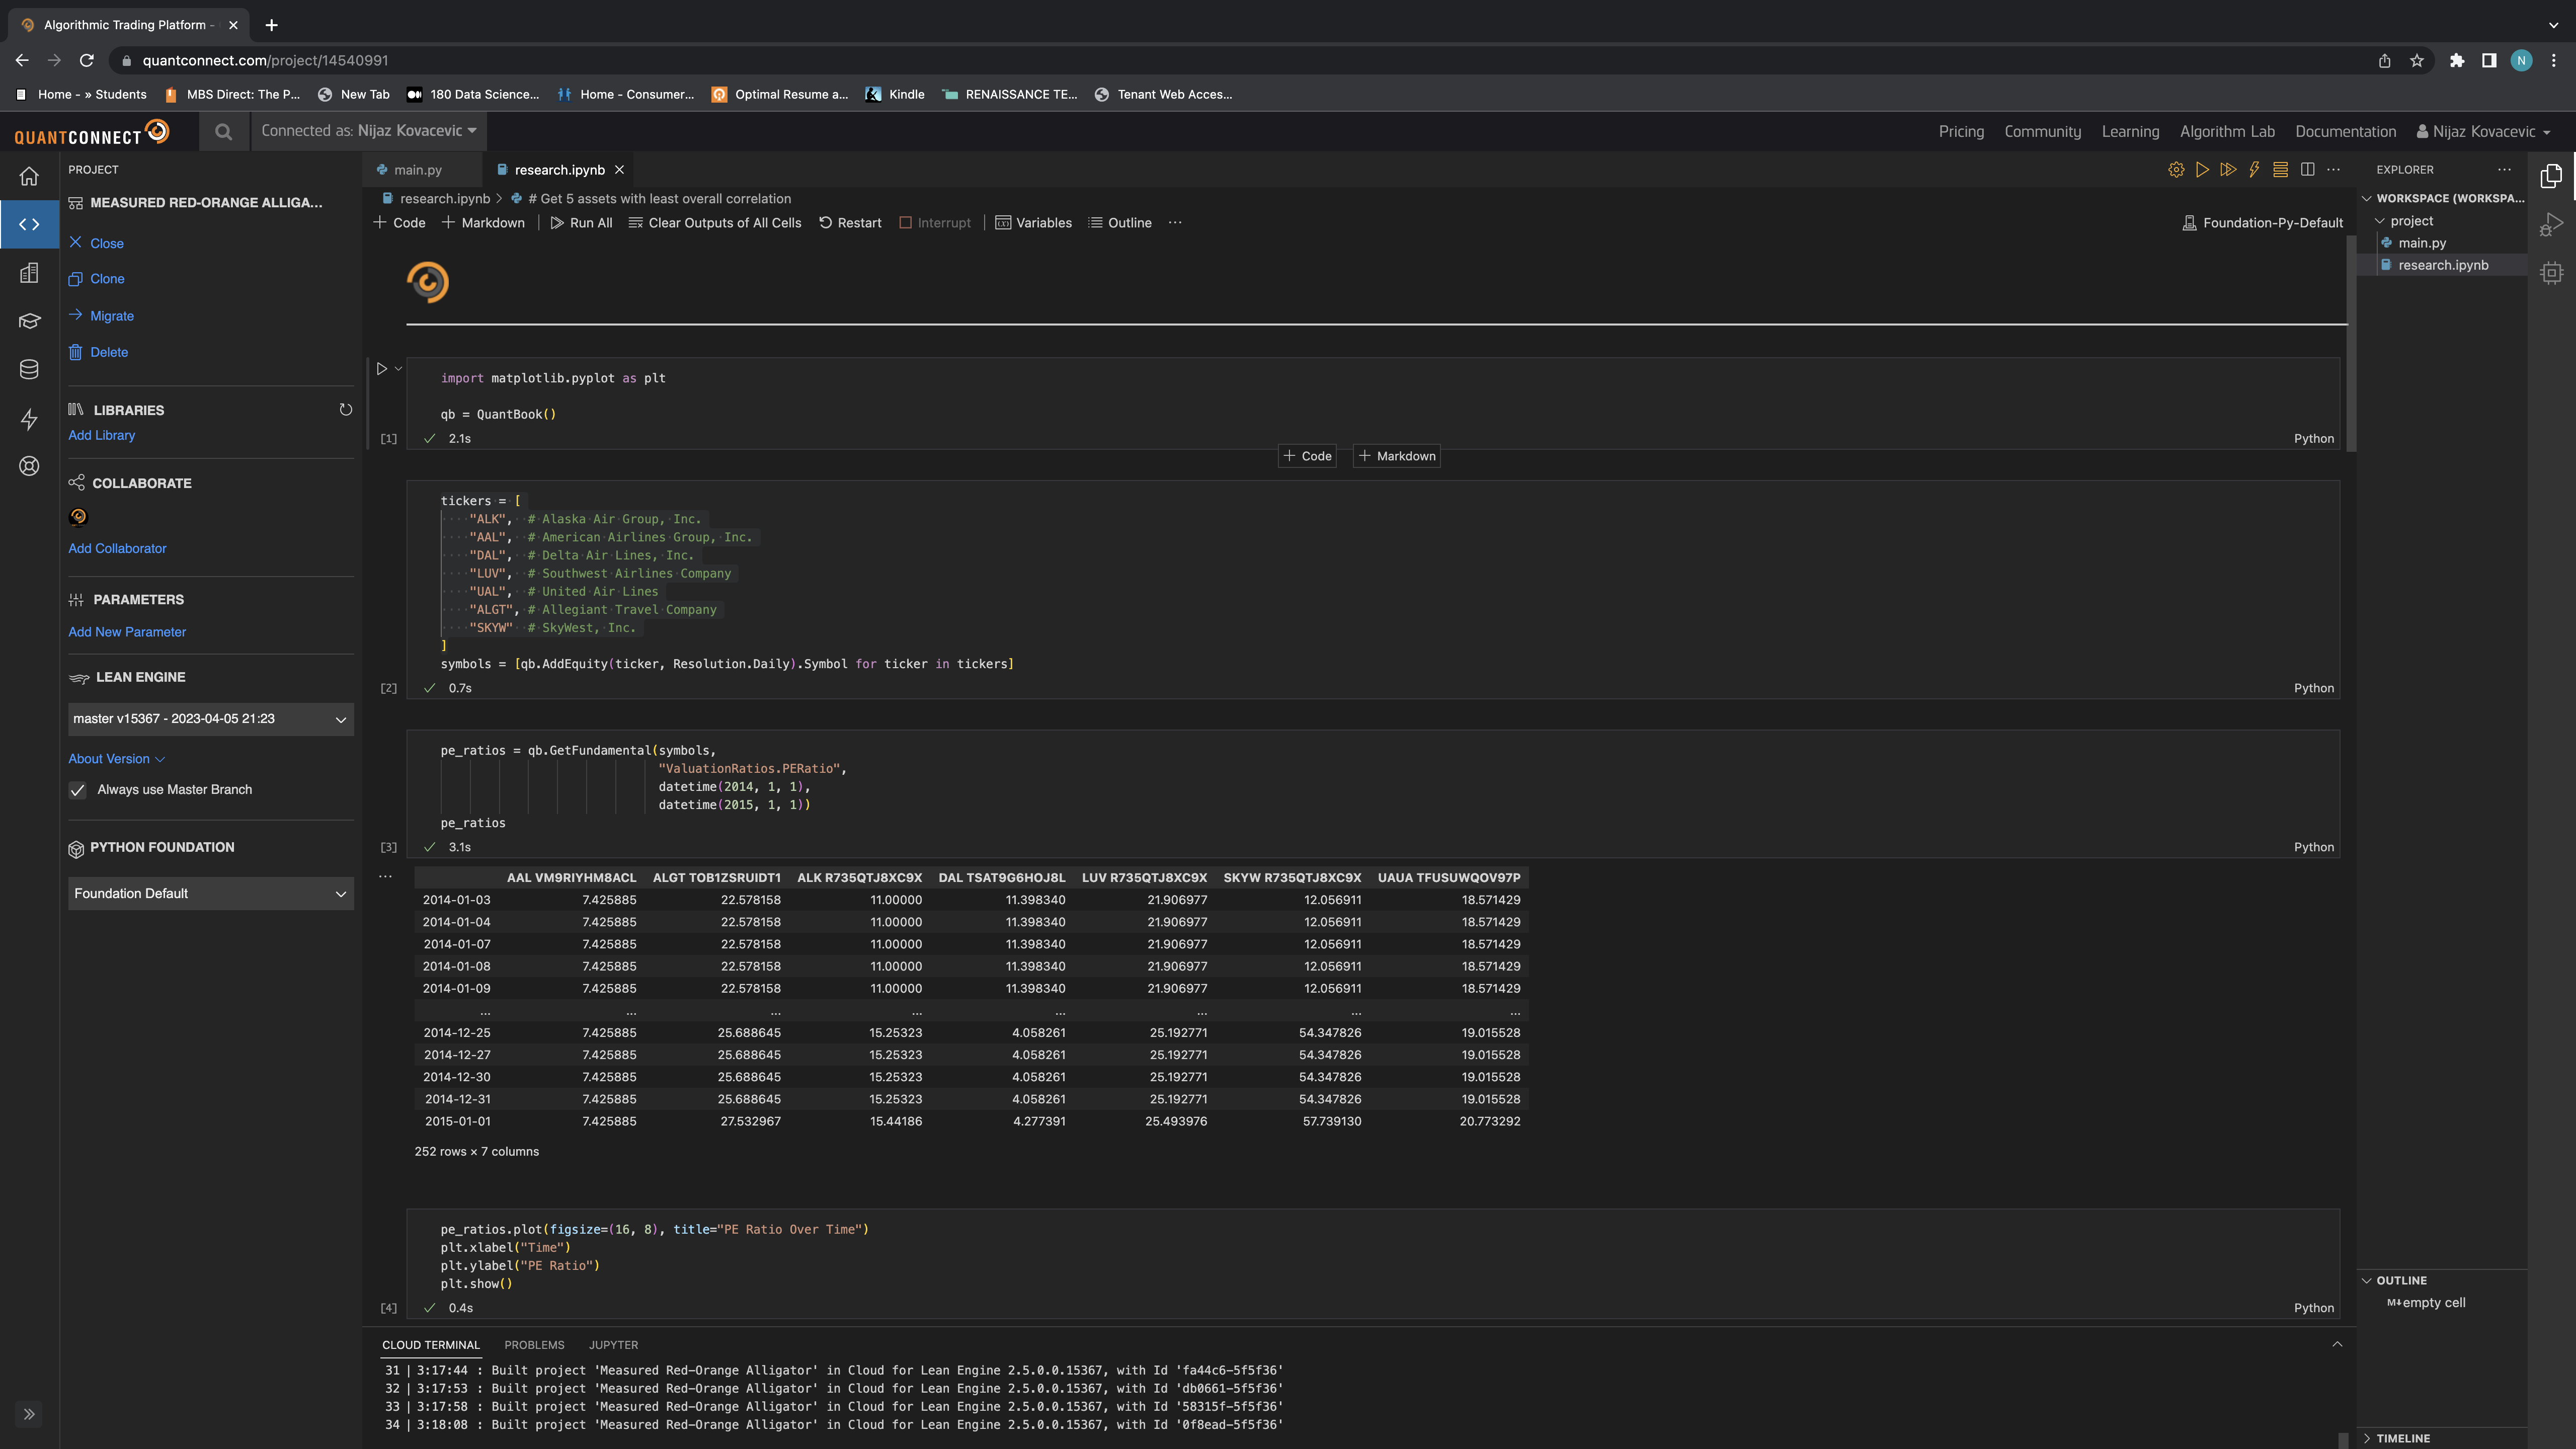 Algorithmic Trading Platform -
quantconnect.com/project/14540991
Home - » Students MBS Direct: The P... New Tab 180 Data Science... Home - Consumer... Optimal Resume a... Kindle RENAISSANCE TE... Tenant Web Acces...
QUANTCONNECT Connected as: Nijaz Kovacevic Pricing Community Learning Algorithm Lab Documentation Nijaz Kovacevic
N
PROJECT
MEASURED RED-ORANGE ALLIGA...
Close
Clone
Migrate
Delete
LIBRARIES
Add Library
COLLABORATE
Add Collaborator
PARAMETERS
Add New Parameter
LEAN ENGINE
master v15367 - 2023-04-05 21:23
About Version
Always use Master Branch
PYTHON FOUNDATION
Foundation Default
main.py research.ipynb
research.ipynb > # Get 5 assets with least overall correlation
+ Code + Markdown Run All Clear Outputs of All Cells Restart Interrupt Variables Outline ... Foundation-Py-Default
import matplotlib.pyplot as plt
qb = QuantBook()
[1] 2.1s Python
+ Code + Markdown
tickers = [
"ALK", # Alaska Air Group, Inc.
"AAL", # American Airlines Group, Inc.
"DAL", # Delta Air Lines, Inc.
"LUV", # Southwest Airlines Company
"UAL", # United Air Lines
"ALGT", # Allegiant Travel Company
"SKYW" # SkyWest, Inc.
]
symbols = [qb.AddEquity(ticker, Resolution.Daily).Symbol for ticker in tickers]
[2] 0.7s Python
pe_ratios = qb.GetFundamental(symbols,
"ValuationRatios.PERatio",
datetime(2014, 1, 1),
datetime(2015, 1, 1))
pe_ratios
[3] 3.1s Python
AAL VM9RIYHM8ACL ALGT TOB1ZSRUIDT1 ALK R735QTJ8XC9X DAL TSAT9G6HOJ8L LUV R735QTJ8XC9X SKYW R735QTJ8XC9X UAUA TFUSUWQOV97P
2014-01-03 7.425885 22.578158 11.00000 11.398340 21.906977 12.056911 18.571429
2014-01-04 7.425885 22.578158 11.00000 11.398340 21.906977 12.056911 18.571429
2014-01-07 7.425885 22.578158 11.00000 11.398340 21.906977 12.056911 18.571429
2014-01-08 7.425885 22.578158 11.00000 11.398340 21.906977 12.056911 18.571429
2014-01-09 7.425885 22.578158 11.00000 11.398340 21.906977 12.056911 18.571429
... ... ... ... ... ... ... ...
2014-12-25 7.425885 25.688645 15.25323 4.058261 25.192771 54.347826 19.015528
2014-12-27 7.425885 25.688645 15.25323 4.058261 25.192771 54.347826 19.015528
2014-12-30 7.425885 25.688645 15.25323 4.058261 25.192771 54.347826 19.015528
2014-12-31 7.425885 25.688645 15.25323 4.058261 25.192771 54.347826 19.015528
2015-01-01 7.425885 27.532967 15.44186 4.277391 25.493976 57.739130 20.773292
252 rows × 7 columns
pe_ratios.plot(figsize=(16, 8), title="PE Ratio Over Time")
plt.xlabel("Time")
plt.ylabel("PE Ratio")
plt.show()
[4] 0.4s Python
CLOUD TERMINAL PROBLEMS JUPYTER
31 | 3:17:44 : Built project 'Measured Red-Orange Alligator' in Cloud for Lean Engine 2.5.0.0.15367, with Id 'fa44c6-5f5f36'
32 | 3:17:53 : Built project 'Measured Red-Orange Alligator' in Cloud for Lean Engine 2.5.0.0.15367, with Id 'db0661-5f5f36'
33 | 3:17:58 : Built project 'Measured Red-Orange Alligator' in Cloud for Lean Engine 2.5.0.0.15367, with Id '58315f-5f5f36'
34 | 3:18:08 : Built project 'Measured Red-Orange Alligator' in Cloud for Lean Engine 2.5.0.0.15367, with Id '0f8ead-5f5f36'
EXPLORER
WORKSPACE (WORKSPA...
project
main.py
research.ipynb
OUTLINE
M↓empty cell
TIMELINE